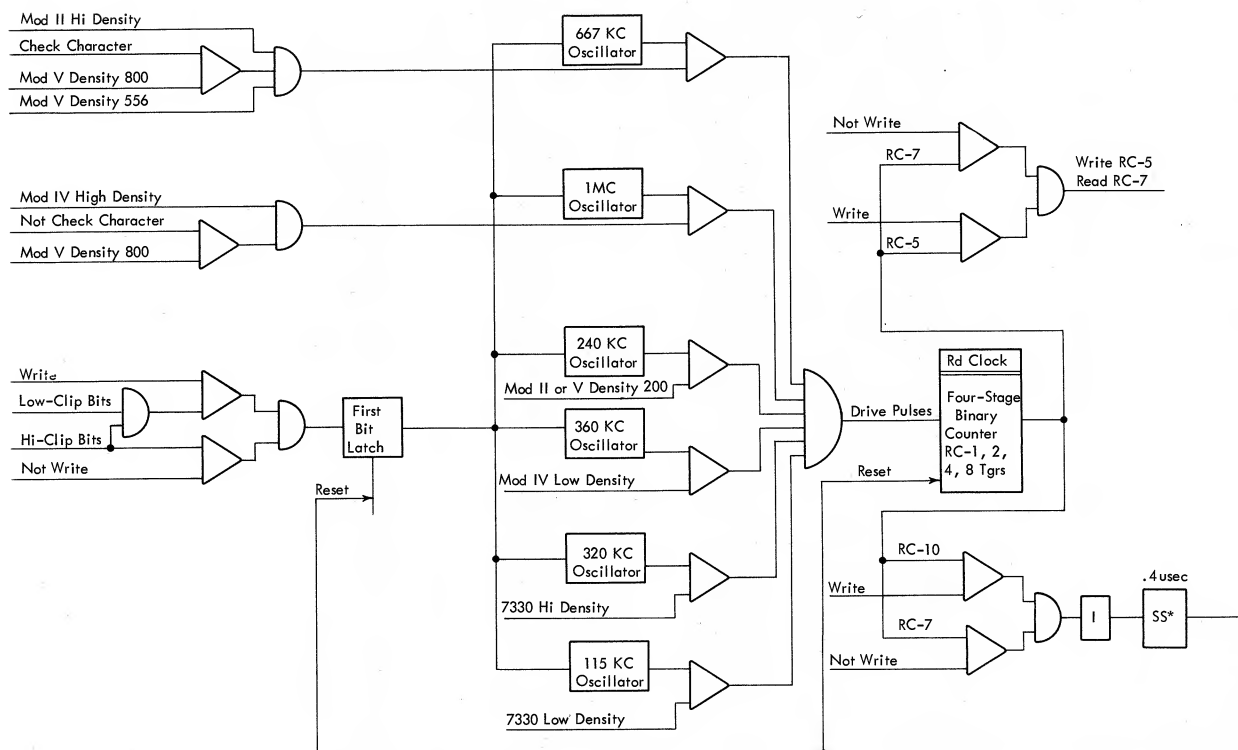 Mod II Hi Density
Check Character
Mod V Density 800
Mod V Density 556
667 KC
Oscillator
Not Write
RC-7
Write RC-5
Read RC-7
Write
RC-5
Mod IV High Density
Not Check Character
Mod V Density 800
1MC
Oscillator
240 KC
Oscillator
Mod II or V Density 200
Write
Low-Clip Bits
Hi-Clip Bits
Not Write
First
Bit
Latch
Reset
360 KC
Oscillator
Mod IV Low Density
Drive Pulses
Rd Clock
Four-Stage
Binary
Counter
RC-1, 2,
4, 8 Tgrs
Reset
320 KC
Oscillator
7330 Hi Density
115 KC
Oscillator
7330 Low Density
RC-10
Write
RC-7
Not Write
I
.4usec
SS*